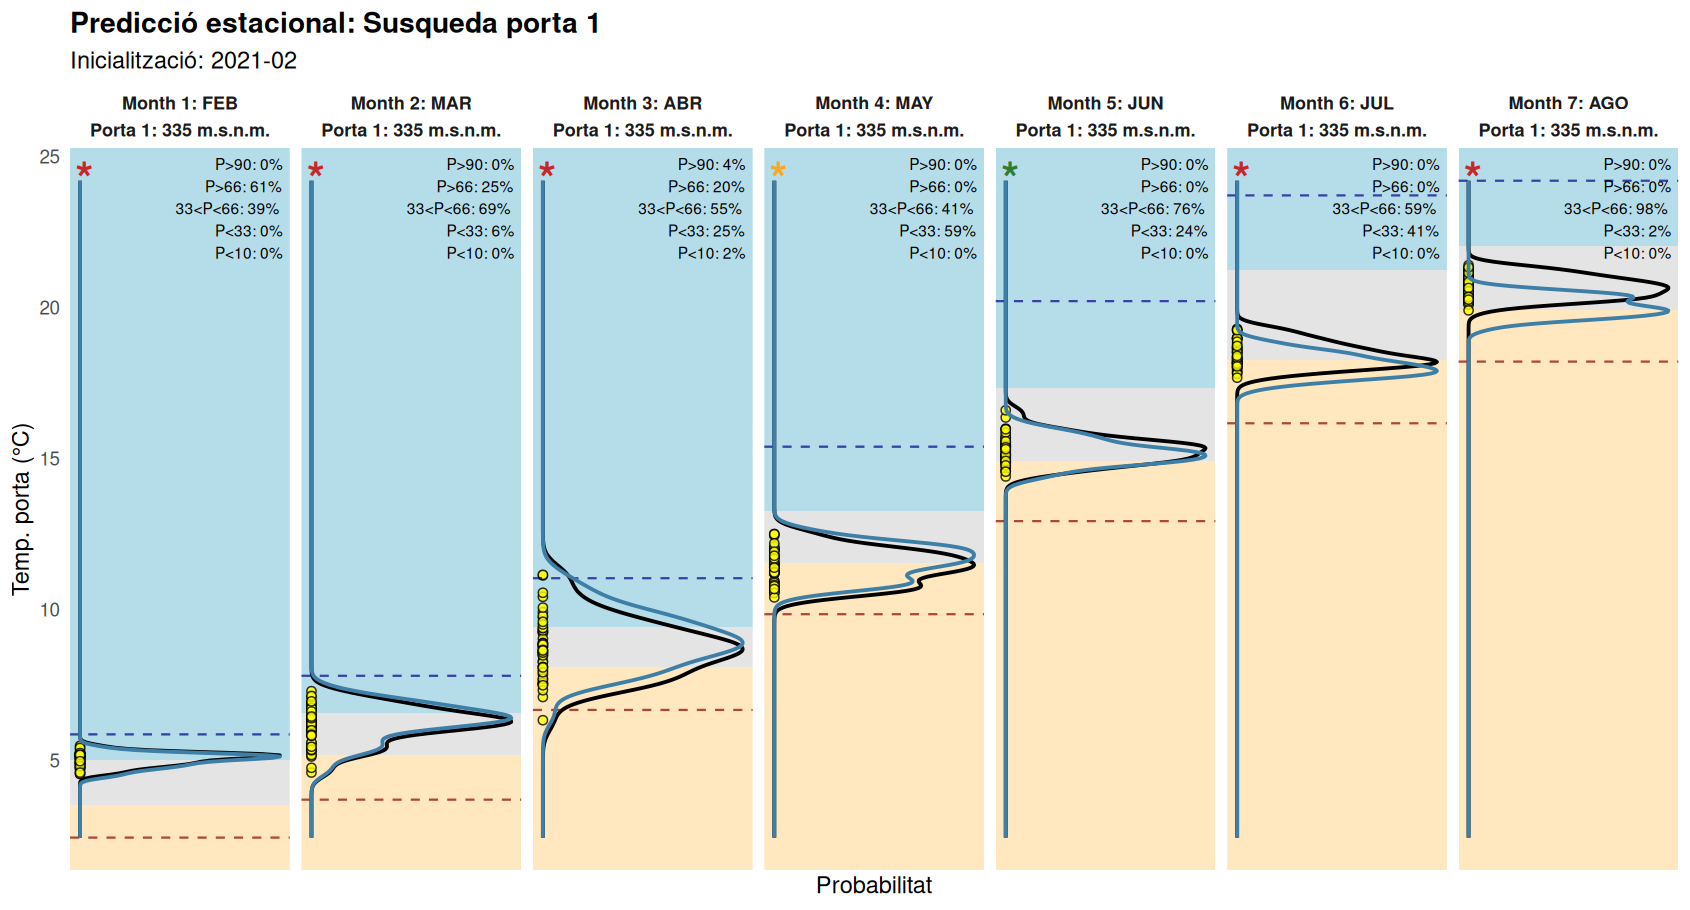 Predicció estacional: Susqueda porta 1
Inicialització: 2021-02
Month 1: FEB
Porta 1: 335 m.s.n.m.
Month 2: MAR
Porta 1: 335 m.s.n.m.
Month 3: ABR
Porta 1: 335 m.s.n.m.
Month 4: MAY
Porta 1: 335 m.s.n.m.
Month 5: JUN
Porta 1: 335 m.s.n.m.
Month 6: JUL
Porta 1: 335 m.s.n.m.
Month 7: AGO
Porta 1: 335 m.s.n.m.
Temp. porta (°C)
25
20
15
10
5
*
P>90: 0%
P>66: 61%
33<P<66: 39%
P<33: 0%
P<10: 0%
*
P>90: 0%
P>66: 25%
33<P<66: 69%
P<33: 6%
P<10: 0%
*
P>90: 4%
P>66: 20%
33<P<66: 55%
P<33: 25%
P<10: 2%
*
P>90: 0%
P>66: 0%
33<P<66: 41%
P<33: 59%
P<10: 0%
*
P>90: 0%
P>66: 0%
33<P<66: 76%
P<33: 24%
P<10: 0%
*
P>90: 0%
P>66: 0%
33<P<66: 59%
P<33: 41%
P<10: 0%
*
P>90: 0%
P>66: 0%
33<P<66: 98%
P<33: 2%
P<10: 0%
Probabilitat